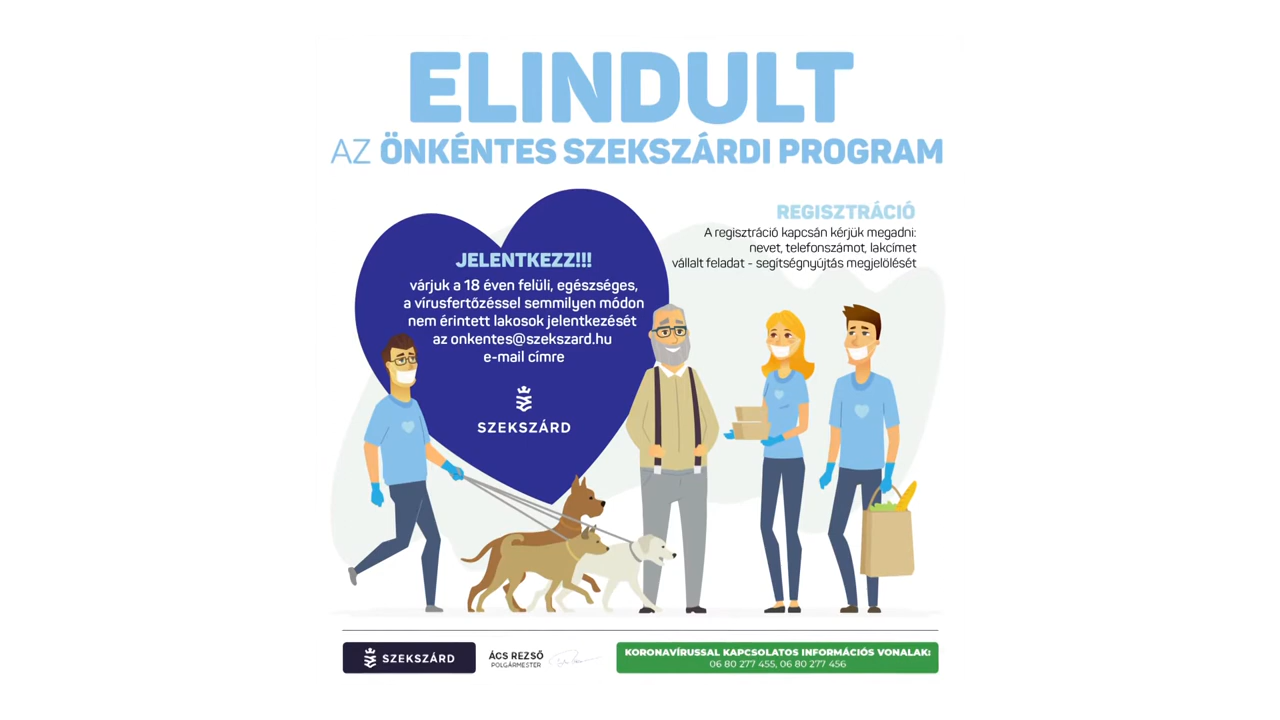 ELINDULT
AZ ÖNKÉNTES SZEKSZÁRDI PROGRAM
JELENTKEZZ!!!
várjuk a 18 éven felüli, egészséges,
a vírusfertőzéssel semmilyen módon
nem érintett lakosok jelentkezését
az onkentes@szekszard.hu
e-mail címre
SZEKSZÁRD
REGISZTRÁCIÓ
A regisztráció kapcsán kérjük megadni:
nevet, telefonszámot, lakcímet
vállalt feladat - segítségnyújtás megjelölését
SZEKSZÁRD
ÁCS REZSŐ
POLGÁRMESTER
KORONAVÍRUSSAL KAPCSOLATOS INFORMÁCIÓS VONALAK:
06 80 277 455, 06 80 277 456